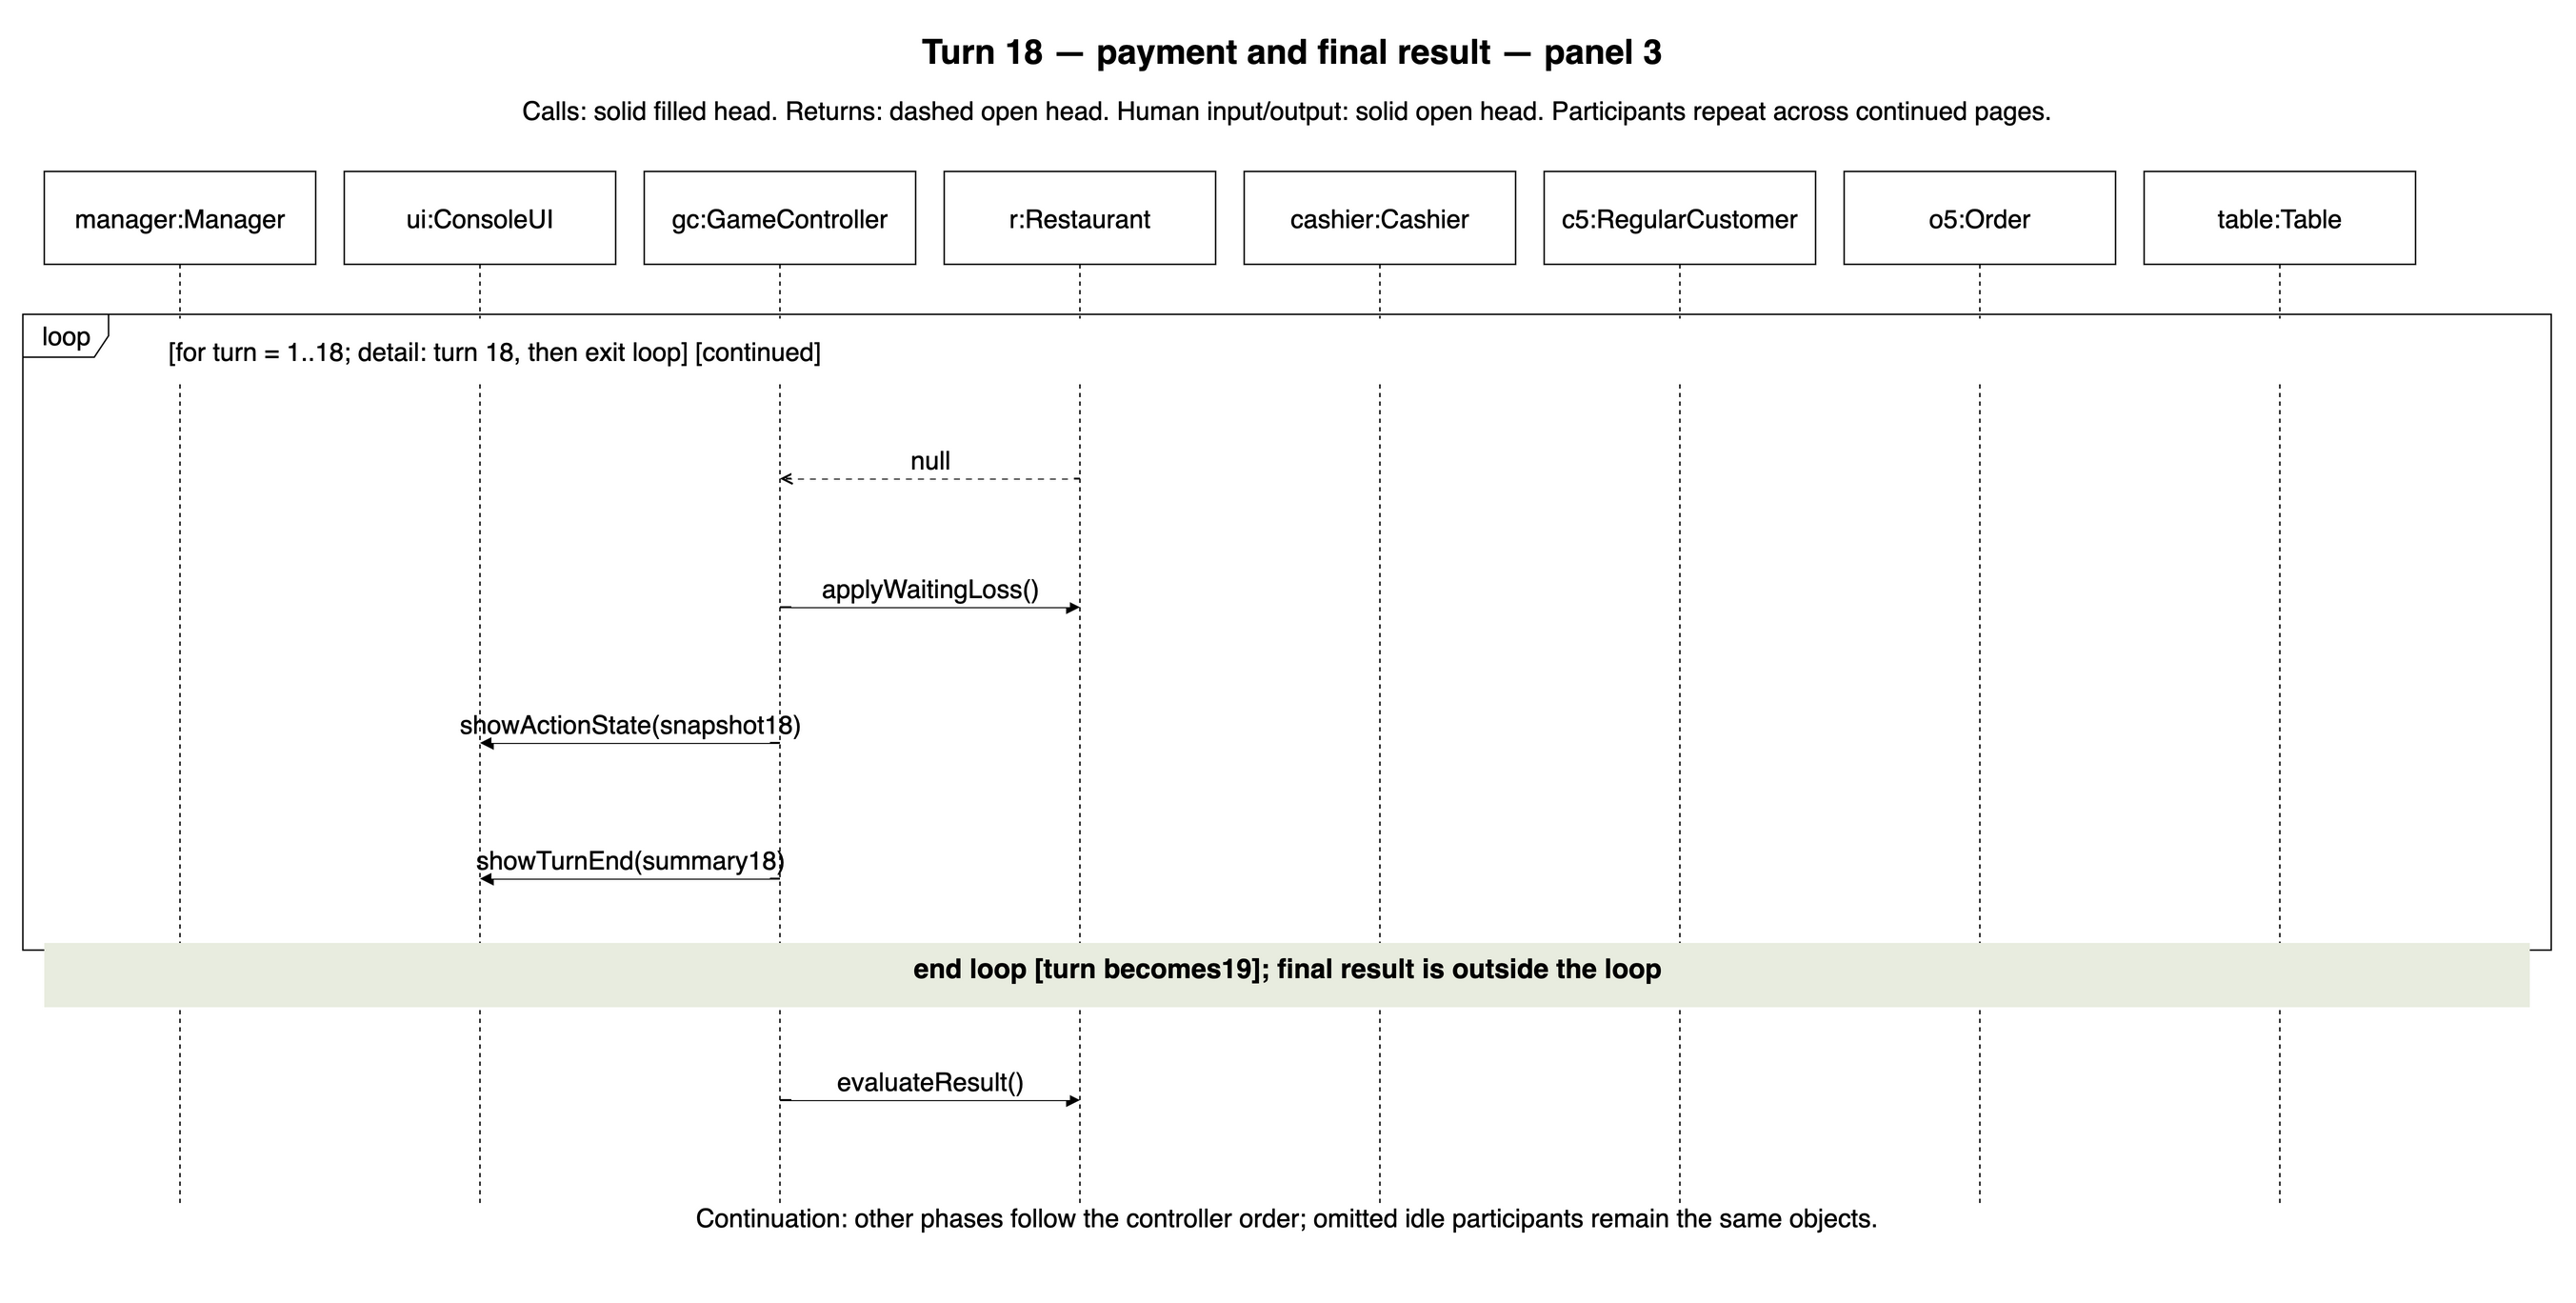 Turn 18 — payment and final result — panel 3
Calls: solid filled head. Returns: dashed open head. Human input/output: solid open head. Participants repeat across continued pages.
manager:Manager
ui:ConsoleUI
gc:GameController
r:Restaurant
cashier:Cashier
c5:RegularCustomer
o5:Order
table:Table
loop
[for turn = 1..18; detail: turn 18, then exit loop] [continued]
null
applyWaitingLoss()
showActionState(snapshot18)
showTurnEnd(summary18)
end loop [turn becomes19]; final result is outside the loop
evaluateResult()
Continuation: other phases follow the controller order; omitted idle participants remain the same objects.